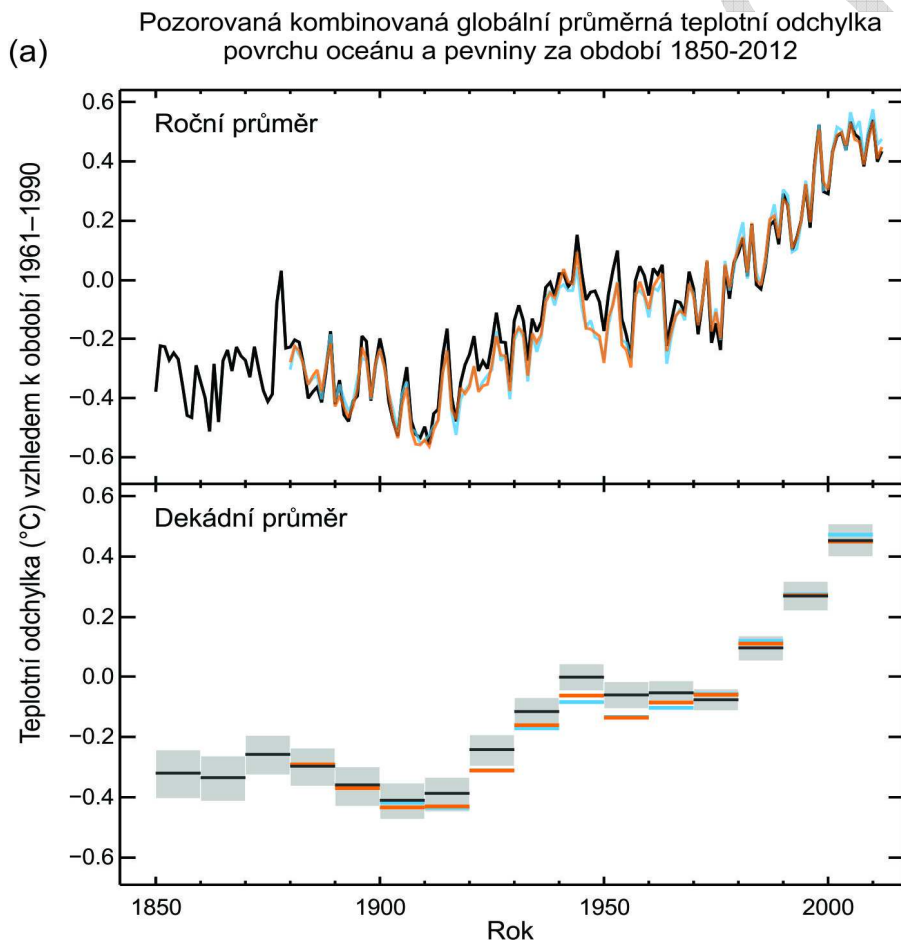 (a)
Pozorovaná kombinovaná globální průměrná teplotní odchylka
povrchu oceánu a pevniny za období 1850-2012
Teplotní odchylka (°C) vzhledem k období 1961–1990
Roční průměr
0.6
0.4
0.2
0.0
−0.2
−0.4
−0.6
Dekádní průměr
0.6
0.4
0.2
0.0
−0.2
−0.4
−0.6
1850 1900 1950 2000
Rok